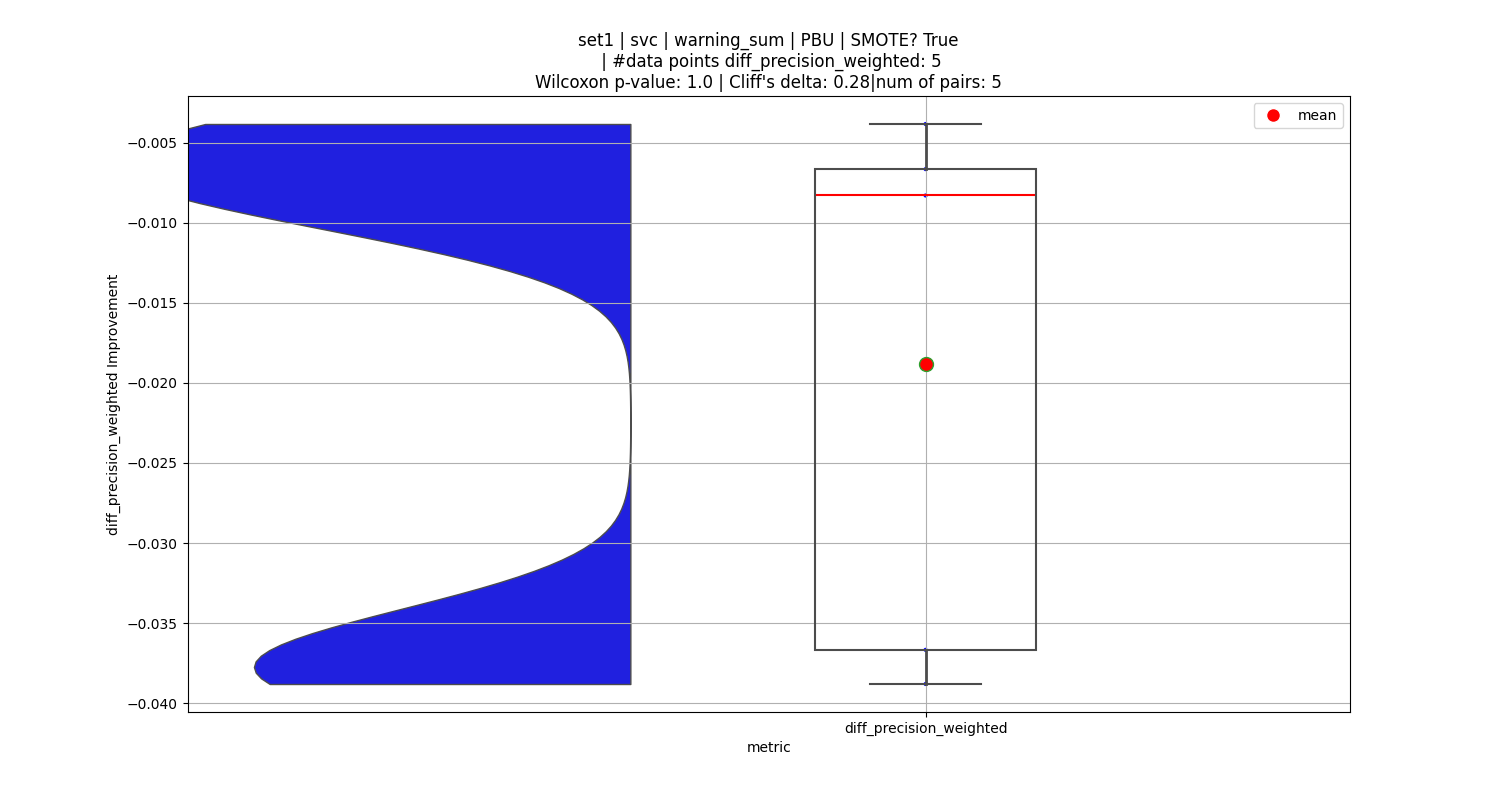 set1 | svc | warning_sum | PBU | SMOTE? True
| #data points diff_precision_weighted: 5
Wilcoxon p-value: 1.0 | Cliff's delta: 0.28|num of pairs: 5
mean
−0.005
−0.010
−0.015
−0.020
−0.025
−0.030
−0.035
−0.040
diff_precision_weighted Improvement
diff_precision_weighted
metric